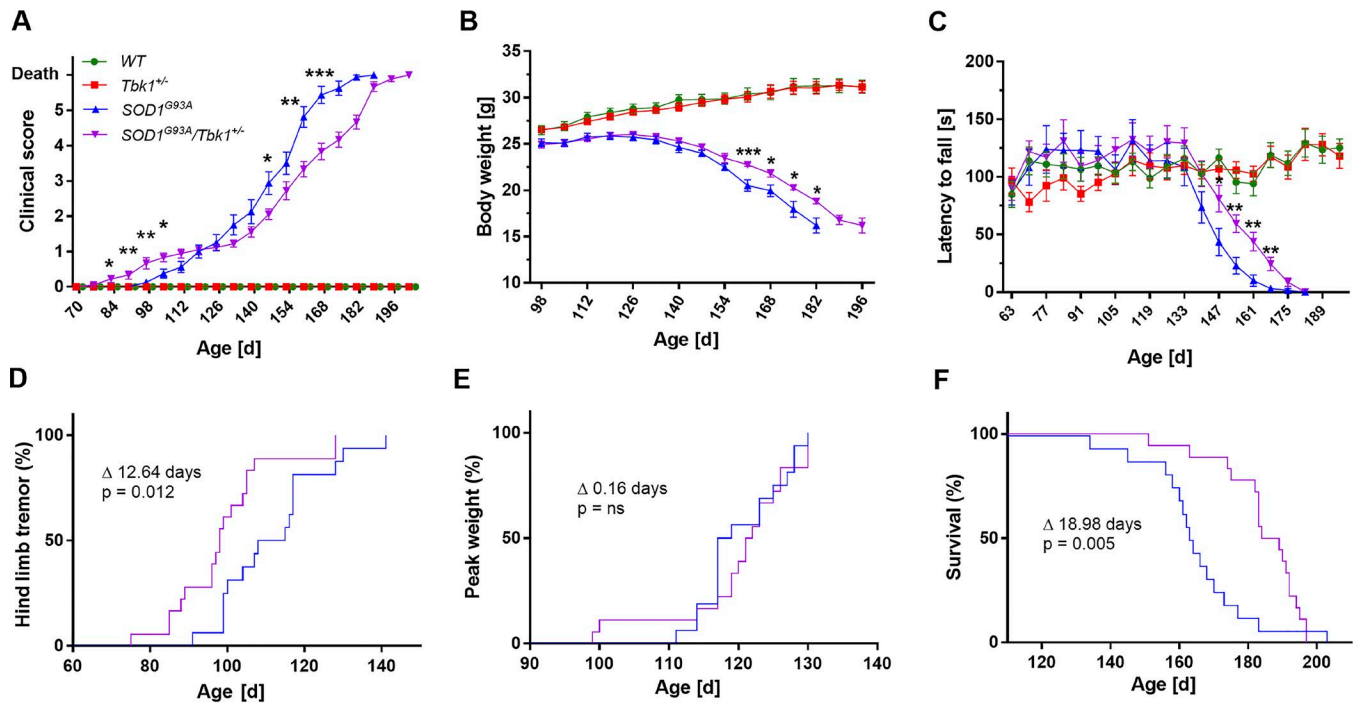 A
Death
5
4
3
2
1
0
Clinical score
WT
Tbk1+/-
SOD1G93A
SOD1G93A/Tbk1+/-
*
**
**
*
*
**
***
70 84 98 112 126 140 154 168 182 196
Age [d]
B
35
30
25
20
15
10
Body weight [g]
***
*
*
*
98 112 126 140 154 168 182 196
Age [d]
C
200
150
100
50
0
Latency to fall [s]
*
**
**
**
63 77 91 105 119 133 147 161 175 189
Age [d]
D
100
50
0
Hind limb tremor (%)
Δ 12.64 days
p = 0.012
60 80 100 120 140
Age [d]
E
100
50
0
Peak weight (%)
Δ 0.16 days
p = ns
90 100 110 120 130 140
Age [d]
F
100
50
0
Survival (%)
Δ 18.98 days
p = 0.005
120 140 160 180 200
Age [d]